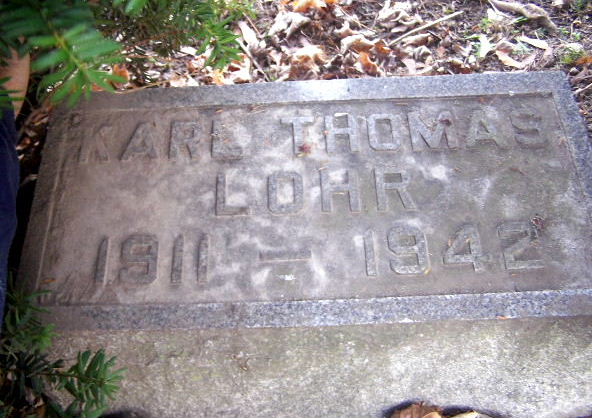 KARL THOMAS
LOHR
1911 — 1942